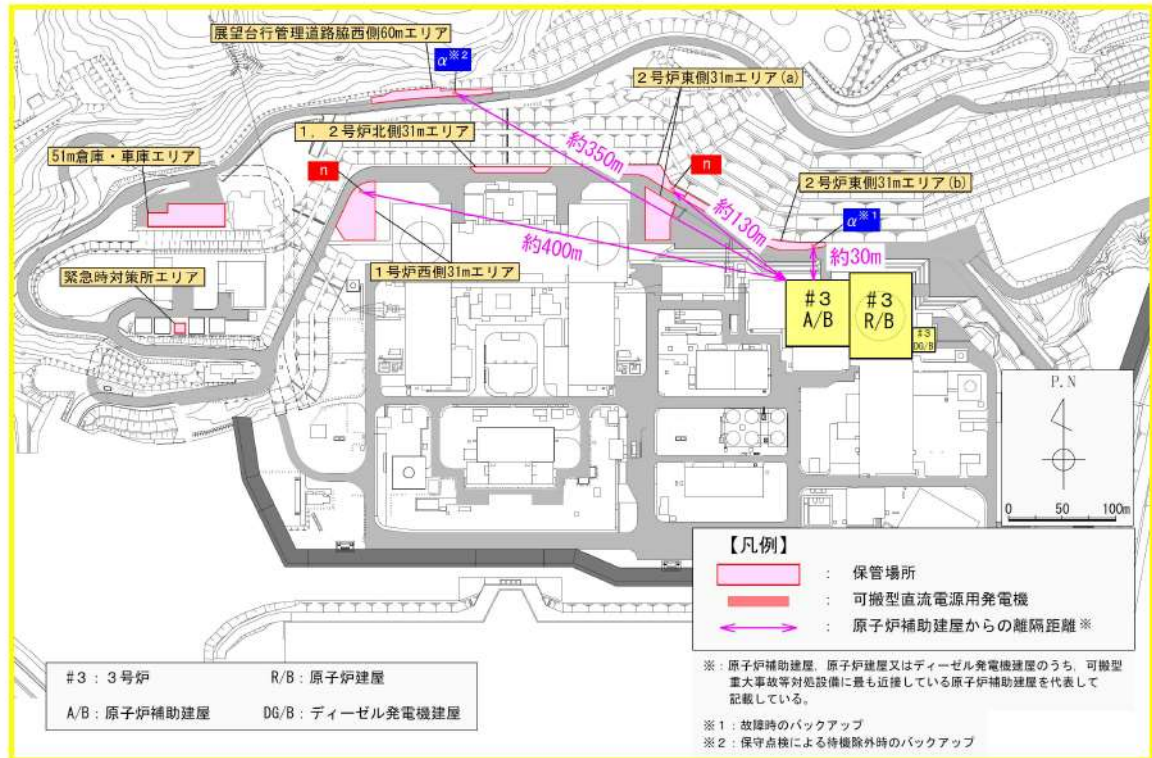 展望台行管理道路脇西側60mエリア
α※2
2号炉東側31mエリア(a)
1,2号炉北側31mエリア
51m倉庫・車庫エリア
n
約350m
n
2号炉東側31mエリア(b)
約130m
α※1
約400m
約30m
1号炉西側31mエリア
緊急時対策所エリア
#3
A/B
#3
R/B
#3
DG/B
P.N
0 50 100m
【凡例】
: 保管場所
: 可搬型直流電源用発電機
: 原子炉補助建屋からの離隔距離※
#3:3号炉 R/B:原子炉建屋
A/B:原子炉補助建屋 DG/B:ディーゼル発電機建屋
※:原子炉補助建屋,原子炉建屋又はディーゼル発電機建屋のうち,可搬型
重大事故等対処設備に最も近接している原子炉補助建屋を代表して
記載している。
※1:故障時のバックアップ
※2:保守点検による待機除外時のバックアップ